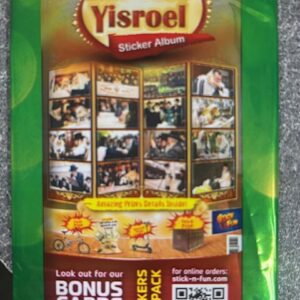 Yisroel
Sticker Album
Amazing Prizes Details Inside!
Look out for our
BONUS
CARDS
KERS
PACK
for online orders:
stick-n-fun.com